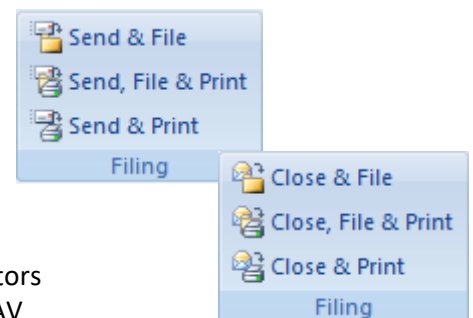 Send & File
Send, File & Print
Send & Print
Filing
Close & File
Close, File & Print
Close & Print
Filing